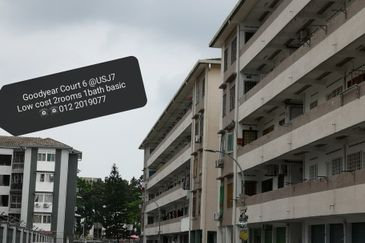 Goodyear Court 6 @USJ7
Low cost 2rooms 1bath basic
012 2019077